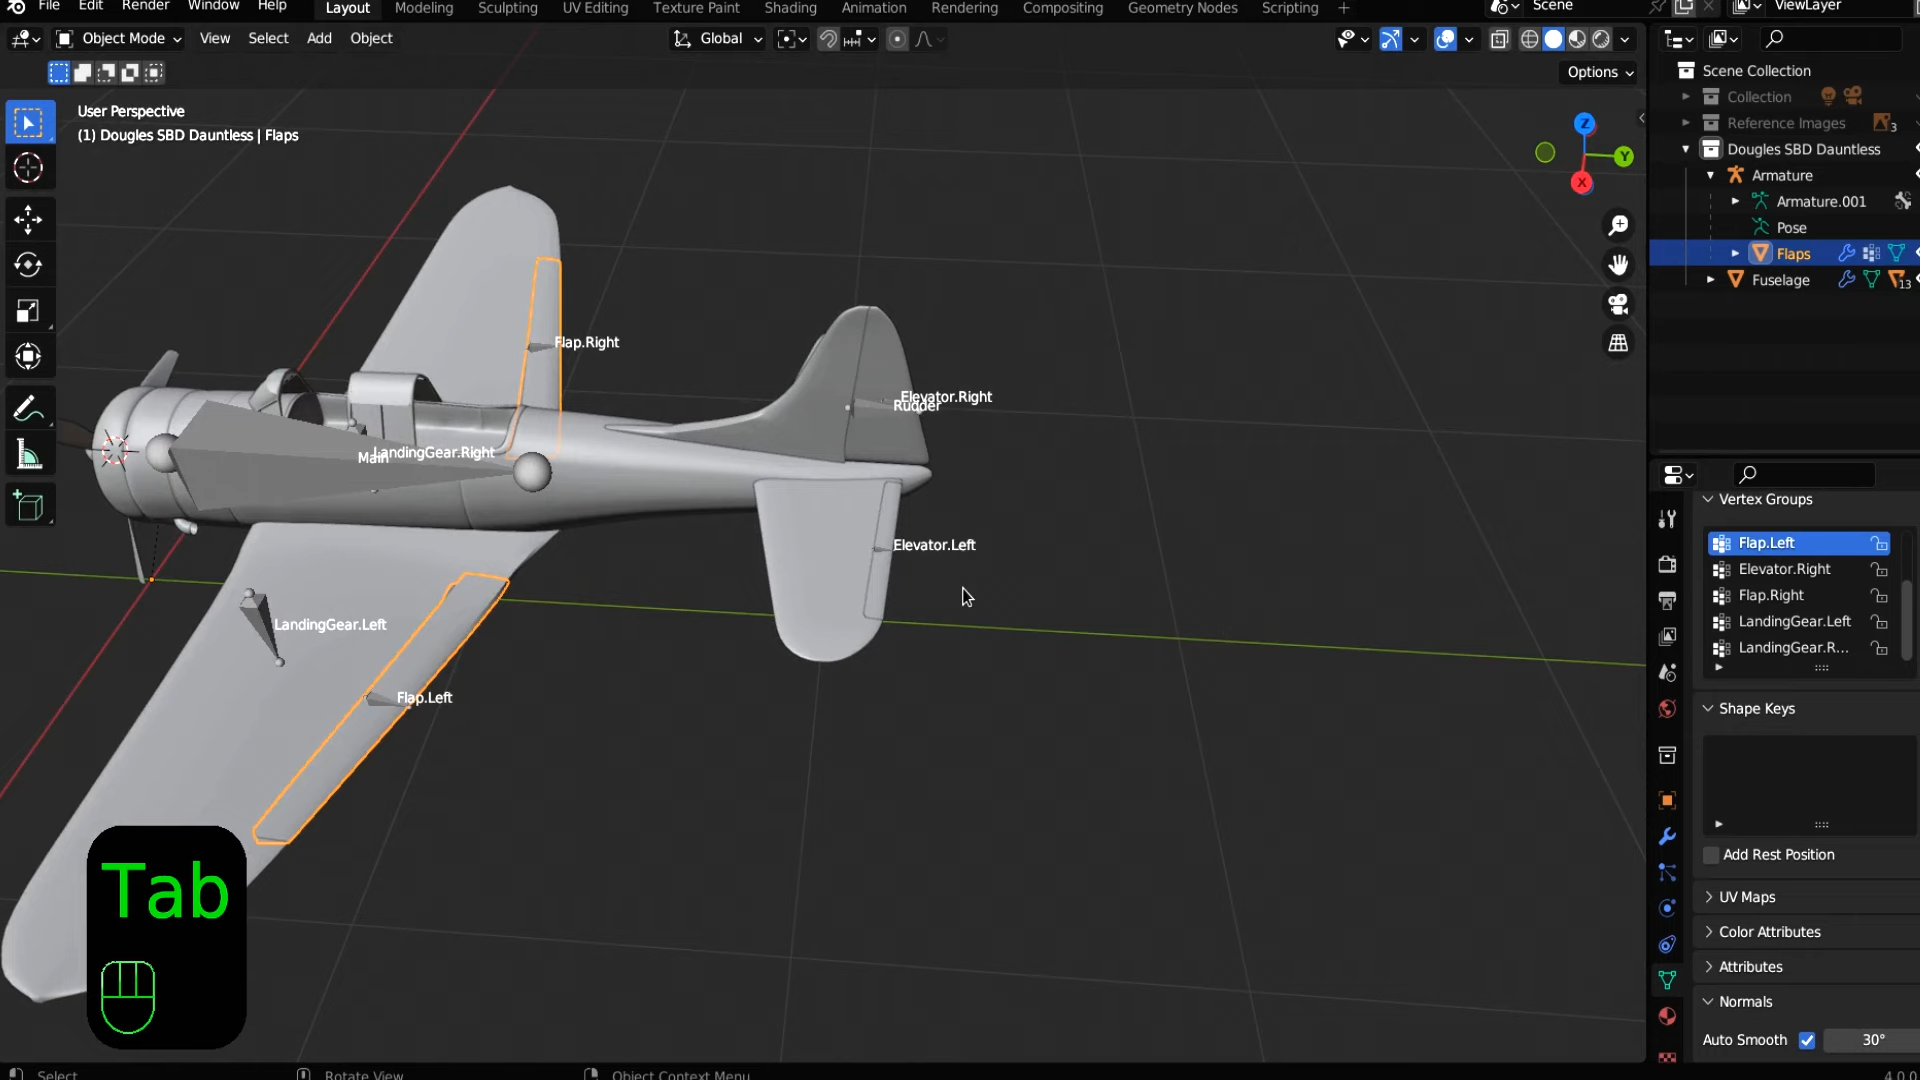 File Edit Render Window Help Layout Modeling Sculpting UV Editing Texture Paint Shading Animation Rendering Compositing Geometry Nodes Scripting + Scene ViewLayer
Object Mode View Select Add Object Global
Options
User Perspective
(1) Dougles SBD Dauntless | Flaps
Z
Y
X
Scene Collection
Collection
Reference Images 3
Dougles SBD Dauntless
Armature
Armature.001
Pose
Flaps
Fuselage 13
Flap.Right
Elevator.Right
Rudder
LandingGear.Right
Main
Elevator.Left
LandingGear.Left
Flap.Left
Vertex Groups
Flap.Left
Elevator.Right
Flap.Right
LandingGear.Left
LandingGear.R...
Shape Keys
Add Rest Position
UV Maps
Color Attributes
Attributes
Normals
Auto Smooth 30°
Tab
Select Rotate View Object Context Menu 4.0.0